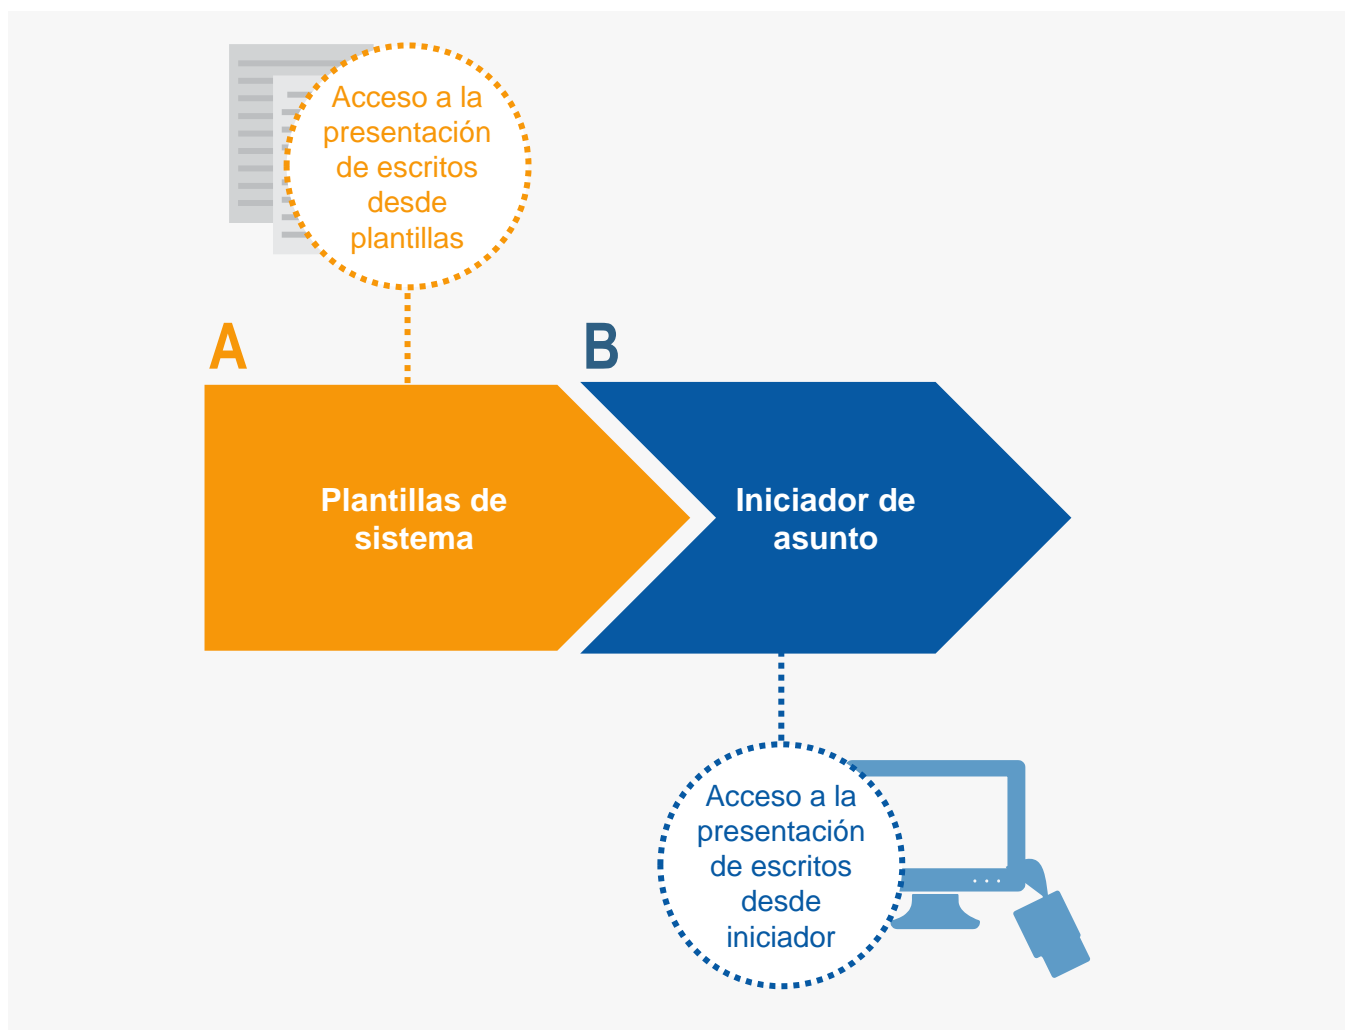 Acceso a la
presentación
de escritos
desde
plantillas
A
B
Plantillas de
sistema
Iniciador de
asunto
Acceso a la
presentación
de escritos
desde
iniciador